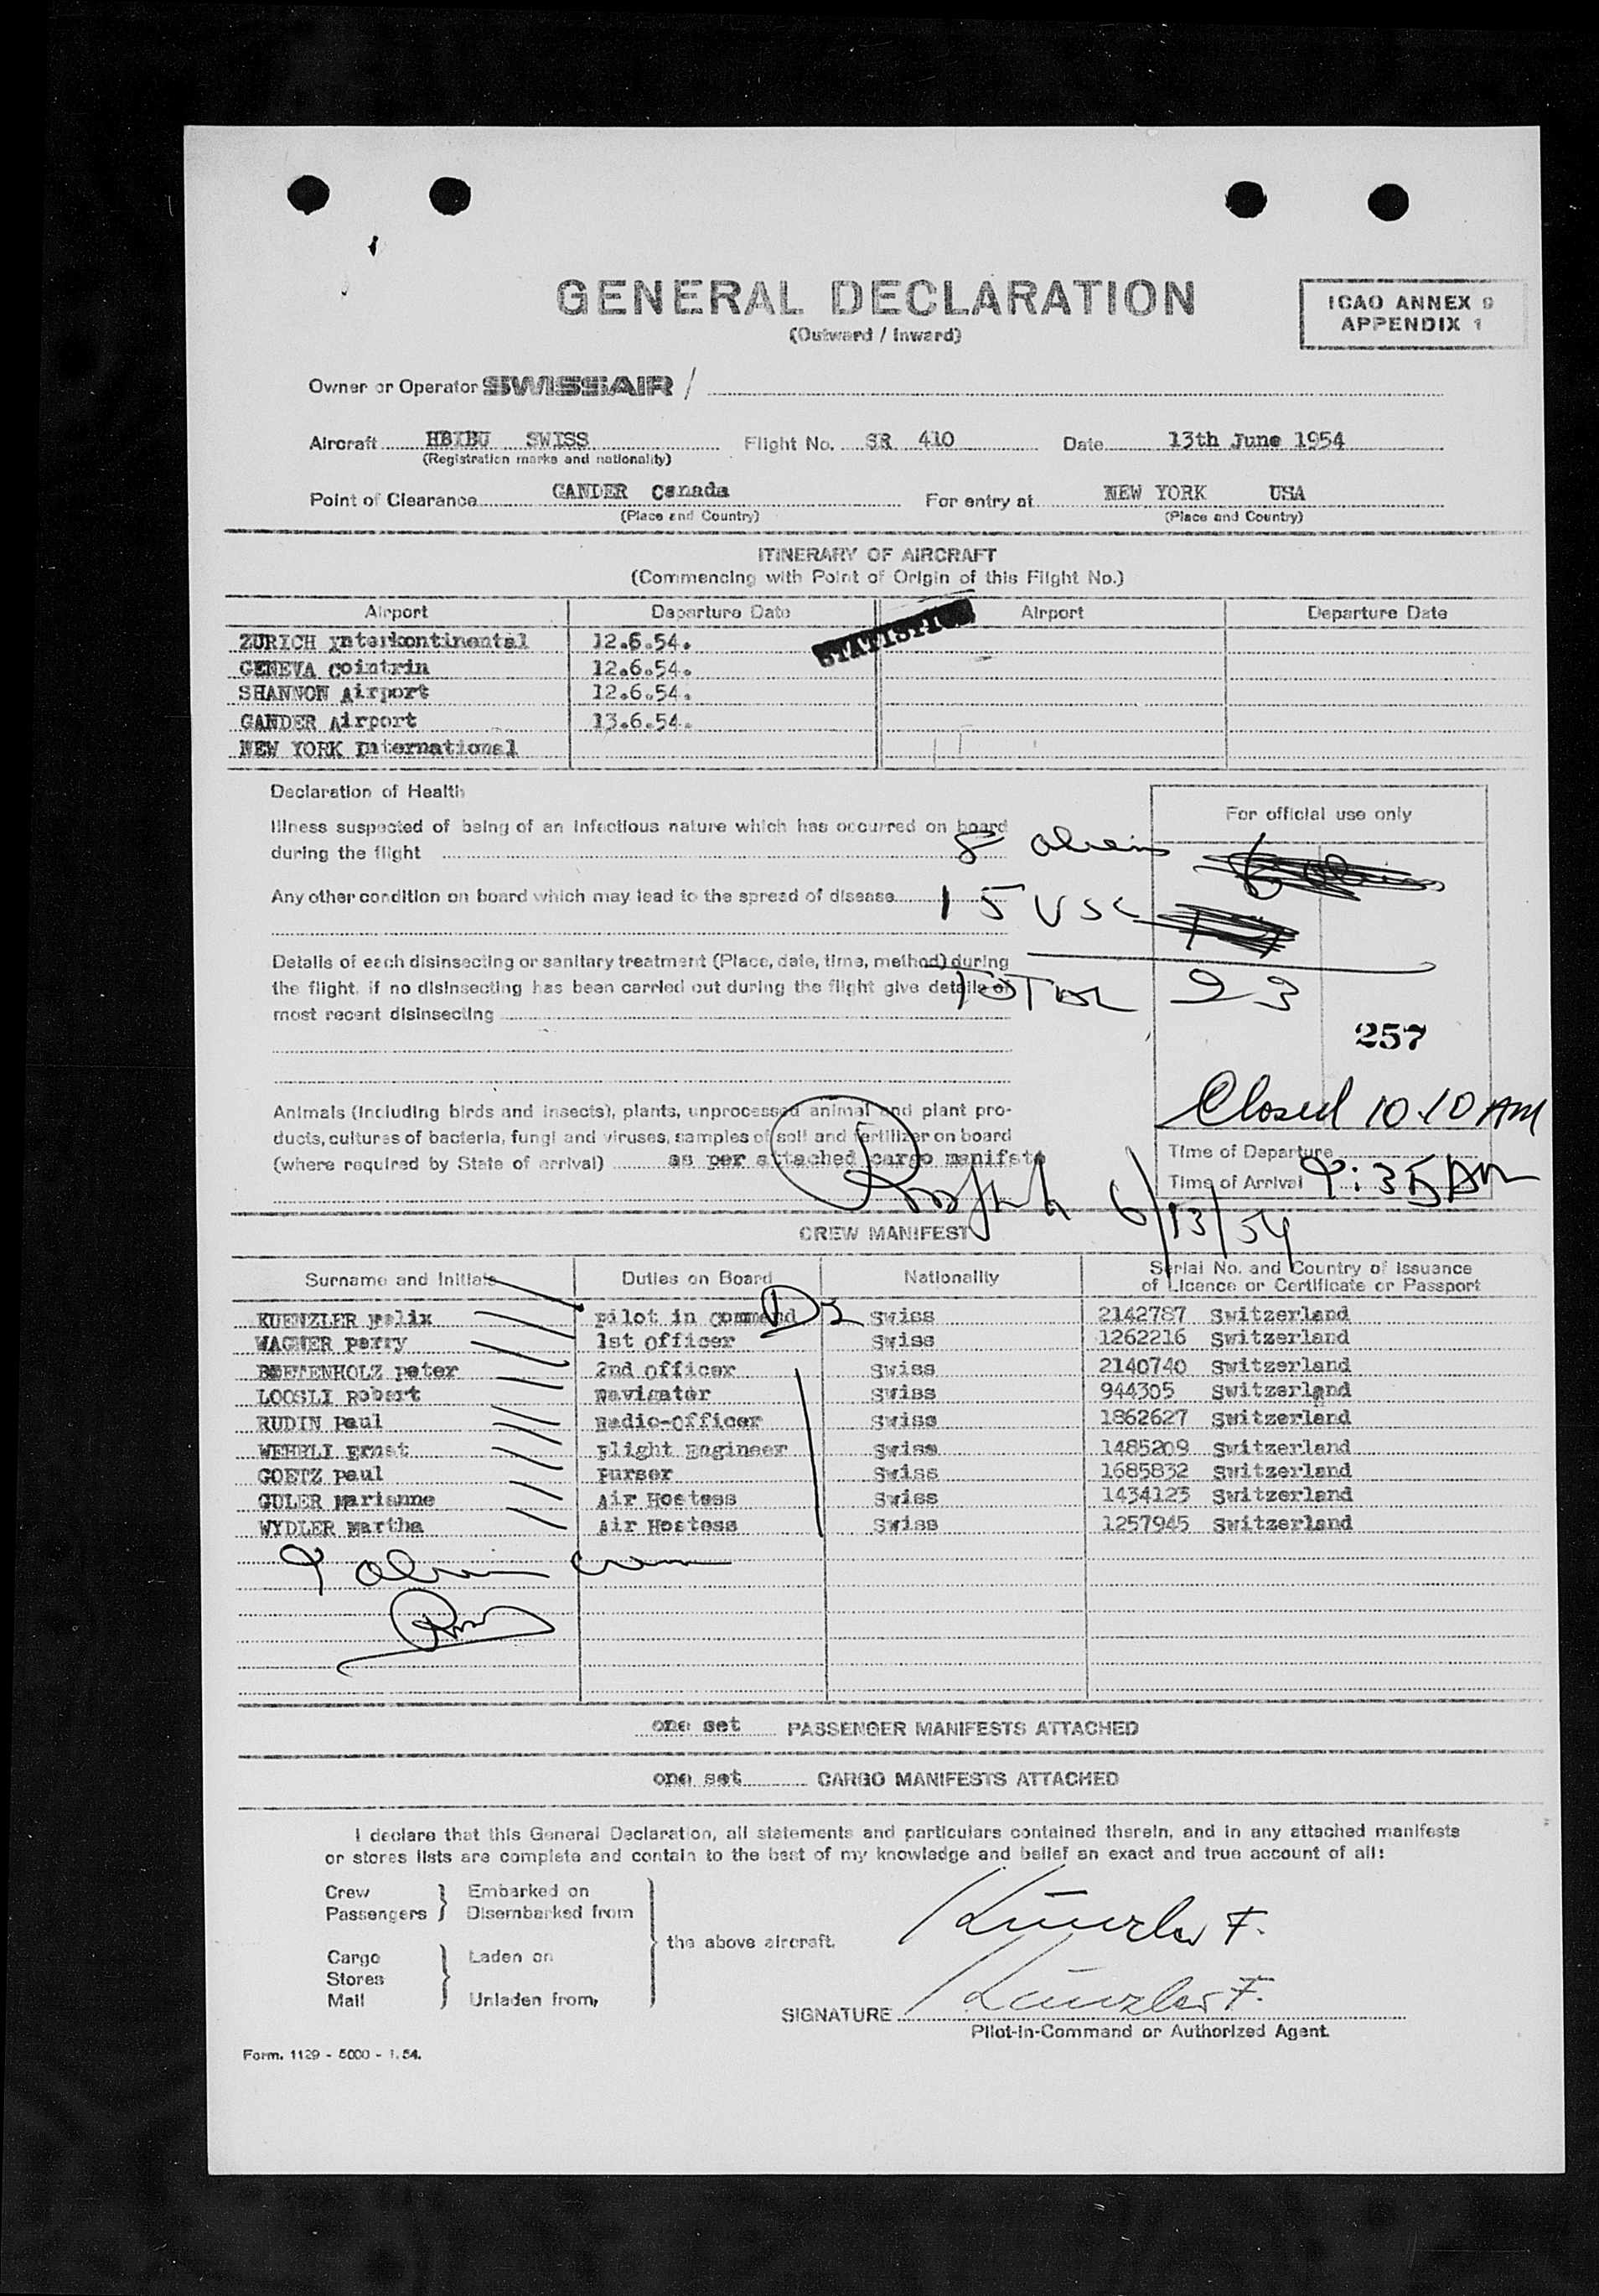 GENERAL DECLARATION
(Outward / Inward)
ICAO ANNEX 9
APPENDIX 1
Owner or Operator SWISSAIR /
Aircraft HBIBU SWISS Flight No. SR 410 Date 13th June 1954
(Registration marks and nationality)
Point of Clearance GANDER Canada For entry at NEW YORK USA
(Place and Country) (Place and Country)
ITINERARY OF AIRCRAFT
(Commencing with Point of Origin of this Flight No.)
Airport Departure Date Airport Departure Date
STATISTICS
ZURICH Interkontinental 12.6.54.
GENEVA Cointrin 12.6.54.
SHANNON Airport 12.6.54.
GANDER Airport 13.6.54.
NEW YORK International
Declaration of Health
For official use only
Illness suspected of being of an infectious nature which has occurred on board
during the flight 8 aliens
Any other condition on board which may lead to the spread of disease 15 USC
Details of each disinsecting or sanitary treatment (Place, date, time, method) during
the flight. If no disinsecting has been carried out during the flight give details of
most recent disinsecting
TOTAL 23
257
Closed 10.10 AM
Animals (including birds and insects), plants, unprocessed animal and plant pro-
ducts, cultures of bacteria, fungi and viruses, samples of soil and fertilizer on board
(where required by State of arrival) as per attached cargo manifste
Time of Departure
Time of Arrival 9:35 AM
6/13/54
CREW MANIFEST
Surname and Initials Duties on Board Nationality Serial No. and Country of Issuance
of Licence or Certificate or Passport
KUENZLER Felix Pilot in Command Swiss 2142787 Switzerland
WAGNER Perry 1st Officer Swiss 1262216 Switzerland
BRETENHOLZ Peter 2nd Officer Swiss 2140740 Switzerland
LOOSLI Robert Navigator Swiss 944305 Switzerland
RUDIN Paul Radio-Officer Swiss 1862627 Switzerland
WEHRLI Ernst Flight Engineer Swiss 1485209 Switzerland
GOETZ Paul Purser Swiss 1685832 Switzerland
GULER Marianne Air Hostess Swiss 1434123 Switzerland
WYDLER Martha Air Hostess Swiss 1257945 Switzerland
9 alien crew
one set PASSENGER MANIFESTS ATTACHED
one set CARGO MANIFESTS ATTACHED
I declare that this General Declaration, all statements and particulars contained therein, and in any attached manifests
or stores lists are complete and contain to the best of my knowledge and belief an exact and true account of all:
Crew Embarked on
Passengers Disembarked from
the above aircraft.
Cargo Laden on
Stores
Mail Unladen from,
Künzler F.
SIGNATURE Künzler F.
Pilot-in-Command or Authorized Agent.
Form. 1129 - 5000 - 1.54.